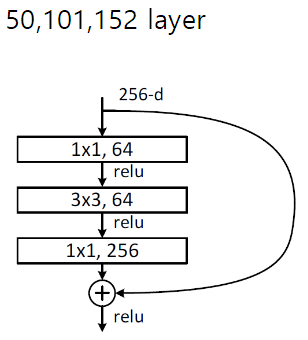 50,101,152 layer
256-d
1x1, 64
relu
3x3, 64
relu
1x1, 256
+
relu